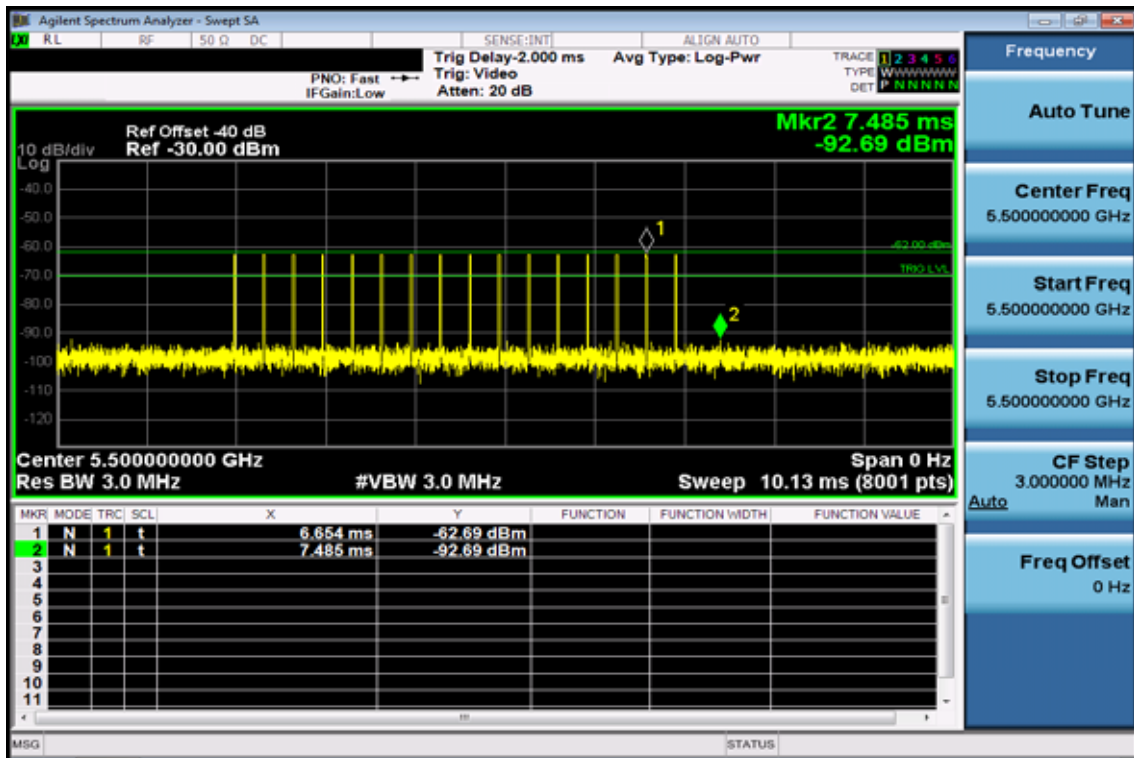 Agilent Spectrum Analyzer - Swept SA
LXI RL RF 50 Ω DC SENSE:INT ALIGN AUTO
Trig Delay-2.000 ms Avg Type: Log-Pwr TRACE 1 2 3 4 5 6
PNO: Fast Trig: Video TYPE WWWWWW
IFGain:Low Atten: 20 dB DET P N N N N N
Frequency
Auto Tune
Center Freq
5.500000000 GHz
Start Freq
5.500000000 GHz
Stop Freq
5.500000000 GHz
CF Step
3.000000 MHz
Auto Man
Freq Offset
0 Hz
Mkr2 7.485 ms
-92.69 dBm
Ref Offset -40 dB
10 dB/div Ref -30.00 dBm
Log
-40.0
-50.0
-60.0
-70.0
-80.0
-90.0
-100
-110
-120
1
-62.00 dBm
TRIG LVL
2
Center 5.500000000 GHz Span 0 Hz
Res BW 3.0 MHz #VBW 3.0 MHz Sweep 10.13 ms (8001 pts)
MKR MODE TRC SCL X Y FUNCTION FUNCTION WIDTH FUNCTION VALUE
1 N 1 t 6.654 ms -62.69 dBm
2 N 1 t 7.485 ms -92.69 dBm
3
4
5
6
7
8
9
10
11
MSG STATUS